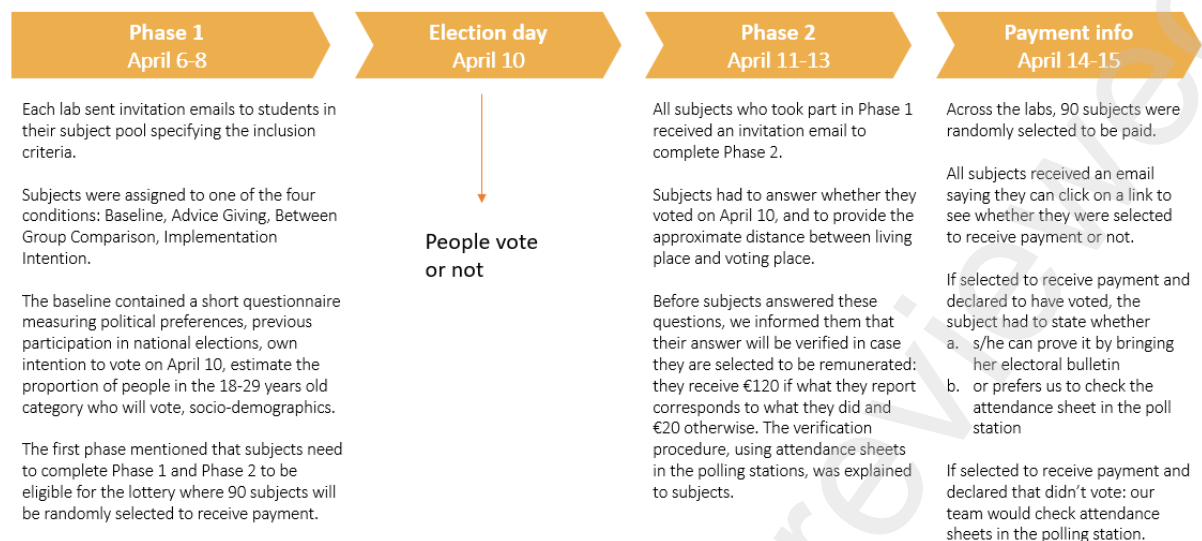 Phase 1
April 6-8
Each lab sent invitation emails to students in
their subject pool specifying the inclusion
criteria.
Subjects were assigned to one of the four
conditions: Baseline, Advice Giving, Between
Group Comparison, Implementation
Intention.
The baseline contained a short questionnaire
measuring political preferences, previous
participation in national elections, own
intention to vote on April 10, estimate the
proportion of people in the 18-29 years old
category who will vote, socio-demographics.
The first phase mentioned that subjects need
to complete Phase 1 and Phase 2 to be
eligible for the lottery where 90 subjects will
be randomly selected to receive payment.
Election day
April 10
People vote
or not
Phase 2
April 11-13
All subjects who took part in Phase 1
received an invitation email to
complete Phase 2.
Subjects had to answer whether they
voted on April 10, and to provide the
approximate distance between living
place and voting place.
Before subjects answered these
questions, we informed them that
their answer will be verified in case
they are selected to be remunerated:
they receive €120 if what they report
corresponds to what they did and
€20 otherwise. The verification
procedure, using attendance sheets
in the polling stations, was explained
to subjects.
Payment info
April 14-15
Across the labs, 90 subjects were
randomly selected to be paid.
All subjects received an email
saying they can click on a link to
see whether they were selected
to receive payment or not.
If selected to receive payment and
declared to have voted, the
subject had to state whether
a. s/he can prove it by bringing
her electoral bulletin
b. or prefers us to check the
attendance sheet in the poll
station
If selected to receive payment and
declared that didn't vote: our
team would check attendance
sheets in the polling station.
reviewed